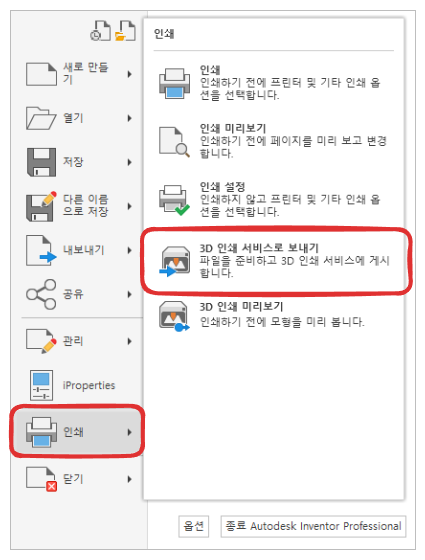 인쇄
새로 만들
기
열기
저장
다른 이름
으로 저장
내보내기
공유
관리
iProperties
인쇄
닫기
인쇄
인쇄하기 전에 프린터 및 기타 인쇄 옵
션을 선택합니다.
인쇄 미리보기
인쇄하기 전에 페이지를 미리 보고 변경
합니다.
인쇄 설정
인쇄하지 않고 프린터 및 기타 인쇄 옵
션을 선택합니다.
3D 인쇄 서비스로 보내기
파일을 준비하고 3D 인쇄 서비스에 게시
합니다.
3D 인쇄 미리보기
인쇄하기 전에 모형을 미리 봅니다.
옵션
종료 Autodesk Inventor Professional